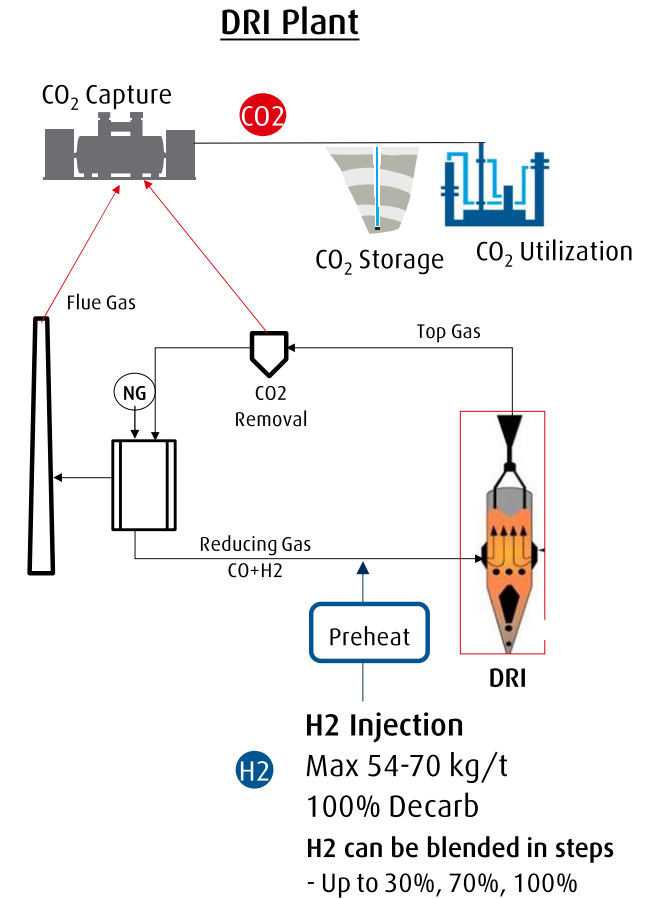 DRI Plant
CO₂ Capture
CO2
CO₂ Storage
CO₂ Utilization
Flue Gas
Top Gas
NG
CO2
Removal
Reducing Gas
CO+H2
Preheat
DRI
H2 Injection
H2
Max 54-70 kg/t
100% Decarb
H2 can be blended in steps
- Up to 30%, 70%, 100%